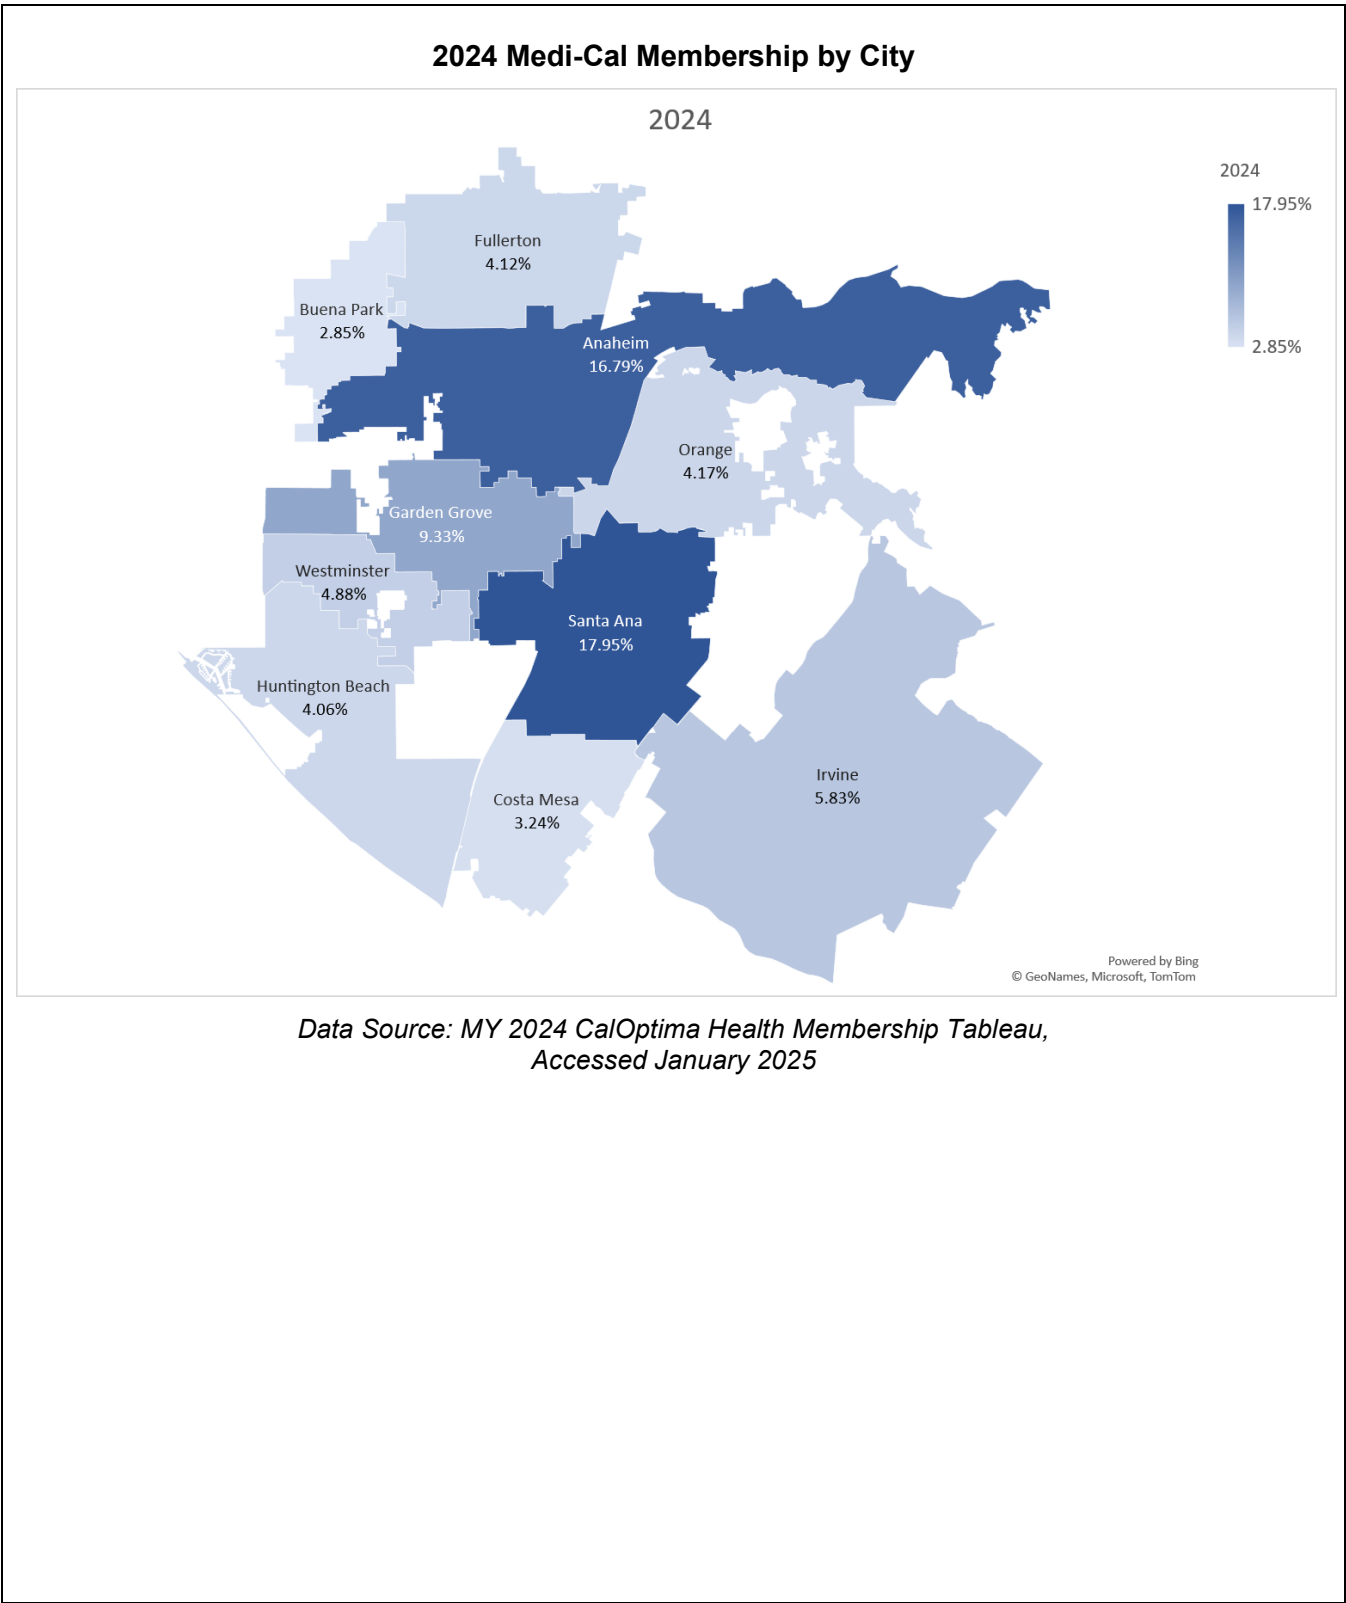 2024 Medi-Cal Membership by City
2024
2024
17.95%
2.85%
Fullerton
4.12%
Buena Park
2.85%
Anaheim
16.79%
Orange
4.17%
Garden Grove
9.33%
Westminster
4.88%
Santa Ana
17.95%
Huntington Beach
4.06%
Irvine
5.83%
Costa Mesa
3.24%
Powered by Bing
© GeoNames, Microsoft, TomTom
Data Source: MY 2024 CalOptima Health Membership Tableau,
Accessed January 2025